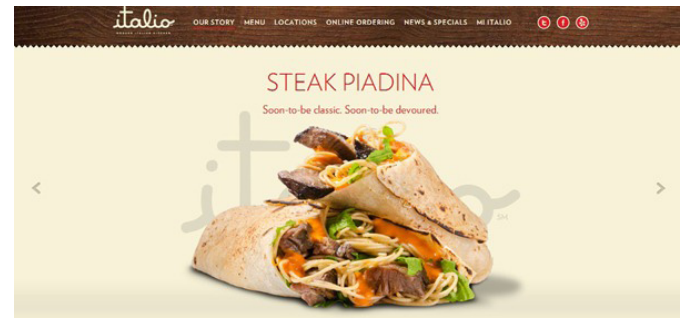 italio
MODERN ITALIAN KITCHEN
OUR STORY MENU LOCATIONS ONLINE ORDERING NEWS & SPECIALS MI ITALIO
STEAK PIADINA
Soon-to-be classic. Soon-to-be devoured.
italio
SM